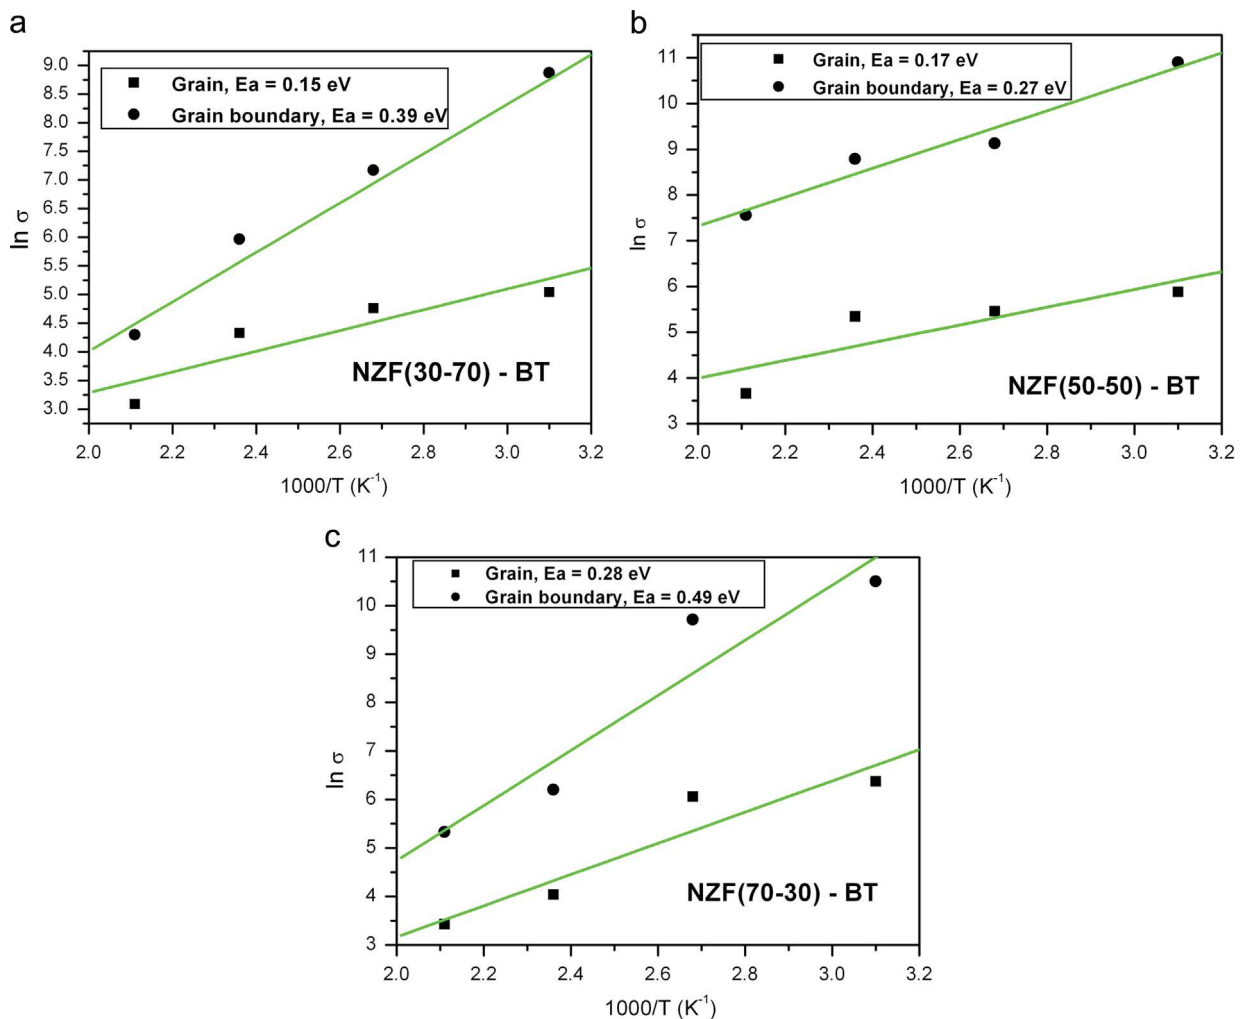 a
9.0
8.5
8.0
7.5
7.0
6.5
6.0
5.5
5.0
4.5
4.0
3.5
3.0
ln σ
Grain, Ea = 0.15 eV
Grain boundary, Ea = 0.39 eV
NZF(30-70) - BT
2.0 2.2 2.4 2.6 2.8 3.0 3.2
1000/T (K⁻¹)
b
11
10
9
8
7
6
5
4
3
ln σ
Grain, Ea = 0.17 eV
Grain boundary, Ea = 0.27 eV
NZF(50-50) - BT
2.0 2.2 2.4 2.6 2.8 3.0 3.2
1000/T (K⁻¹)
c
11
10
9
8
7
6
5
4
3
ln σ
Grain, Ea = 0.28 eV
Grain boundary, Ea = 0.49 eV
NZF(70-30) - BT
2.0 2.2 2.4 2.6 2.8 3.0 3.2
1000/T (K⁻¹)